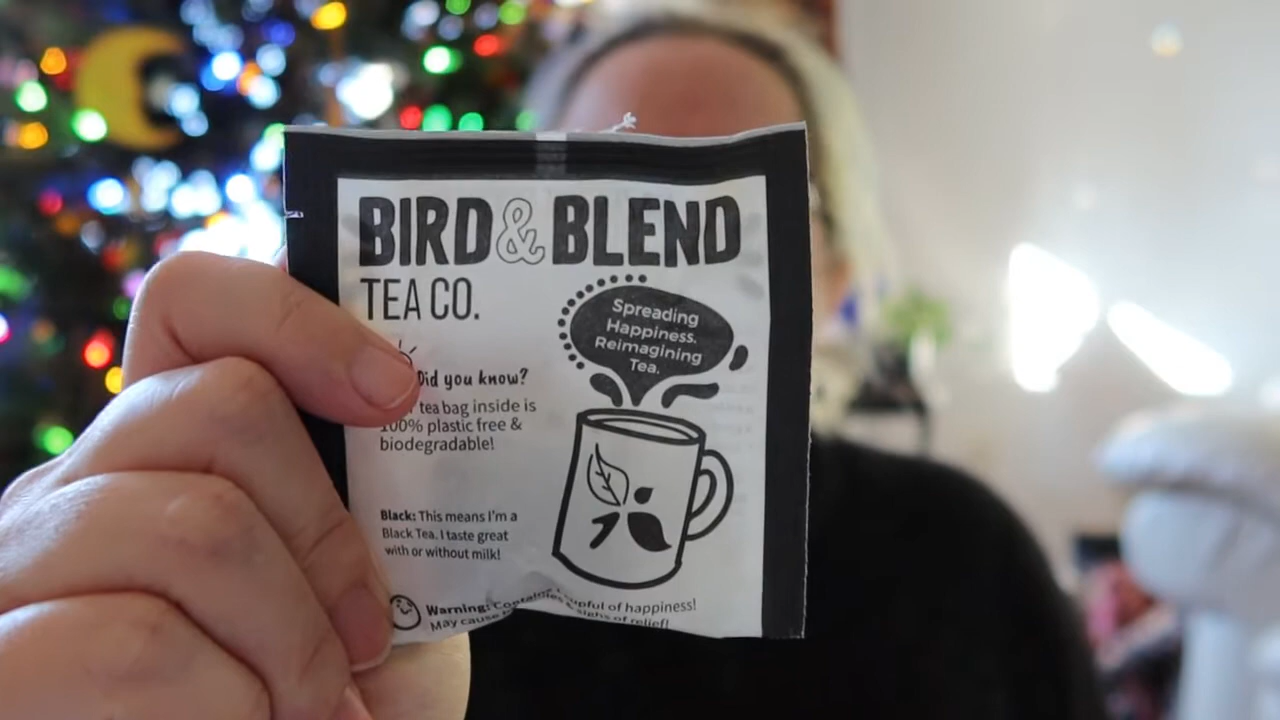 BIRD & BLEND
TEA CO.
Spreading
Happiness.
Reimagining
Tea.
Did you know?
tea bag inside is
100% plastic free &
biodegradable!
Black: This means I'm a
Black Tea. I taste great
with or without milk!
Warning: Contains cupful of happiness!
May cause sighs of relief!